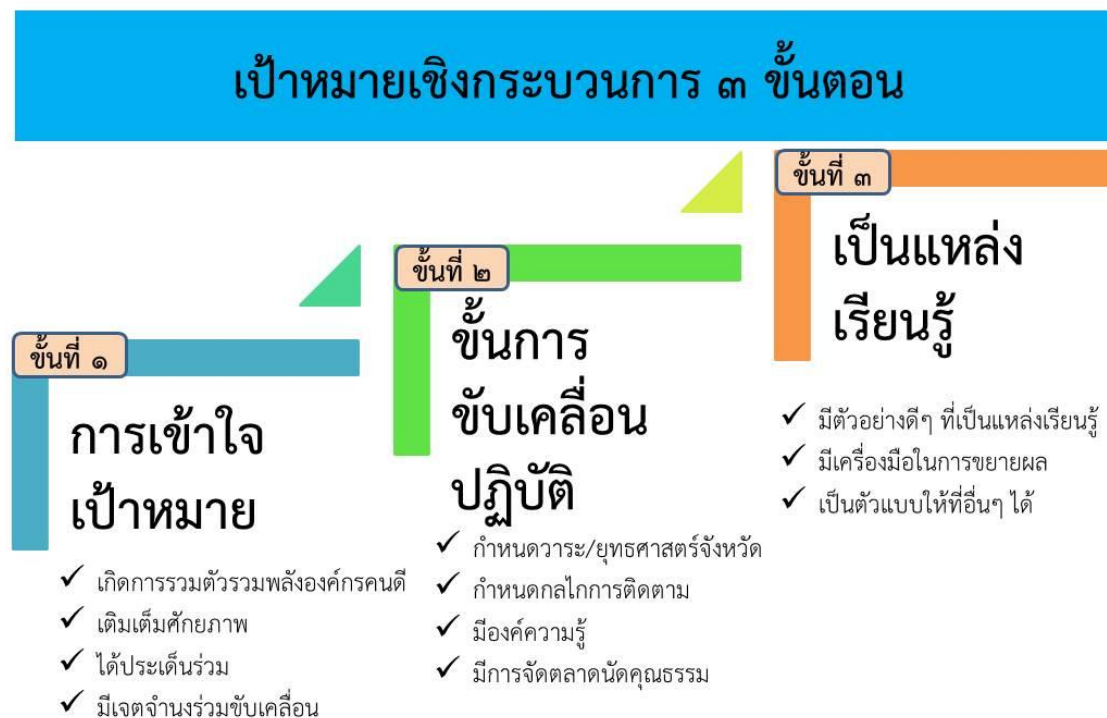 เป้าหมายเชิงกระบวนการ ๓ ขั้นตอน
ขั้นที่ ๑
การเข้าใจ
เป้าหมาย
✓ เกิดการรวมตัวรวมพลังองค์กรคนดี
✓ เติมเต็มศักยภาพ
✓ ได้ประเด็นร่วม
✓ มีเจตจำนงร่วมขับเคลื่อน
ขั้นที่ ๒
ขั้นการ
ขับเคลื่อน
ปฏิบัติ
✓ กำหนดวาระ/ยุทธศาสตร์จังหวัด
✓ กำหนดกลไกการติดตาม
✓ มีองค์ความรู้
✓ มีการจัดตลาดนัดคุณธรรม
ขั้นที่ ๓
เป็นแหล่ง
เรียนรู้
✓ มีตัวอย่างดีๆ ที่เป็นแหล่งเรียนรู้
✓ มีเครื่องมือในการขยายผล
✓ เป็นตัวแบบให้ที่อื่นๆ ได้